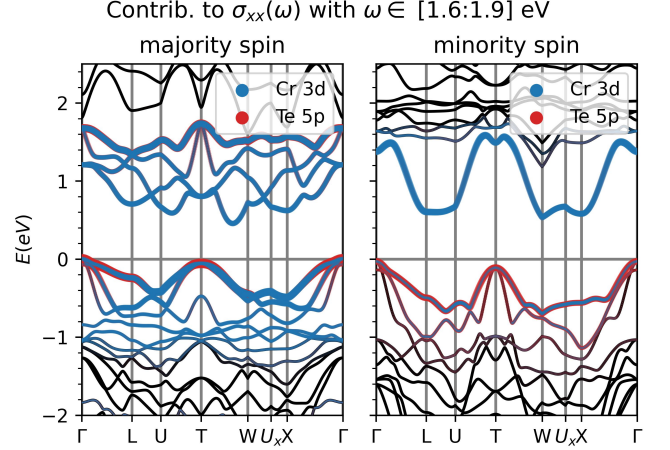 Contrib. to σxx(ω) with ω ∈ [1.6:1.9] eV
majority spin
minority spin
Cr 3d
Te 5p
Cr 3d
Te 5p
E(eV)
2
1
0
−1
−2
Γ L U T W Ux X Γ
Γ L U T W Ux X Γ